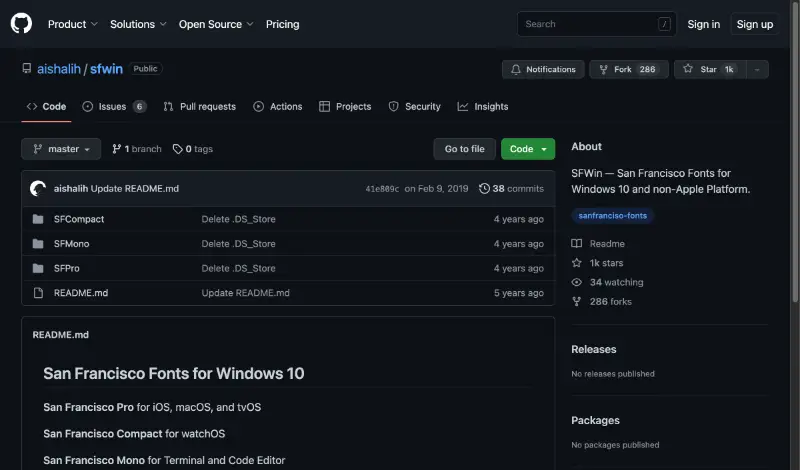 Product Solutions Open Source Pricing Search / Sign in Sign up
aishalih / sfwin Public Notifications Fork 286 Star 1k
Code Issues 6 Pull requests Actions Projects Security Insights
master 1 branch 0 tags Go to file Code
aishalih Update README.md 41e809c on Feb 9, 2019 38 commits
SFCompact Delete .DS_Store 4 years ago
SFMono Delete .DS_Store 4 years ago
SFPro Delete .DS_Store 4 years ago
README.md Update README.md 5 years ago
README.md
San Francisco Fonts for Windows 10
San Francisco Pro for iOS, macOS, and tvOS
San Francisco Compact for watchOS
San Francisco Mono for Terminal and Code Editor
About
SFWin — San Francisco Fonts for
Windows 10 and non-Apple Platform.
sanfranciso-fonts
Readme
1k stars
34 watching
286 forks
Releases
No releases published
Packages
No packages published